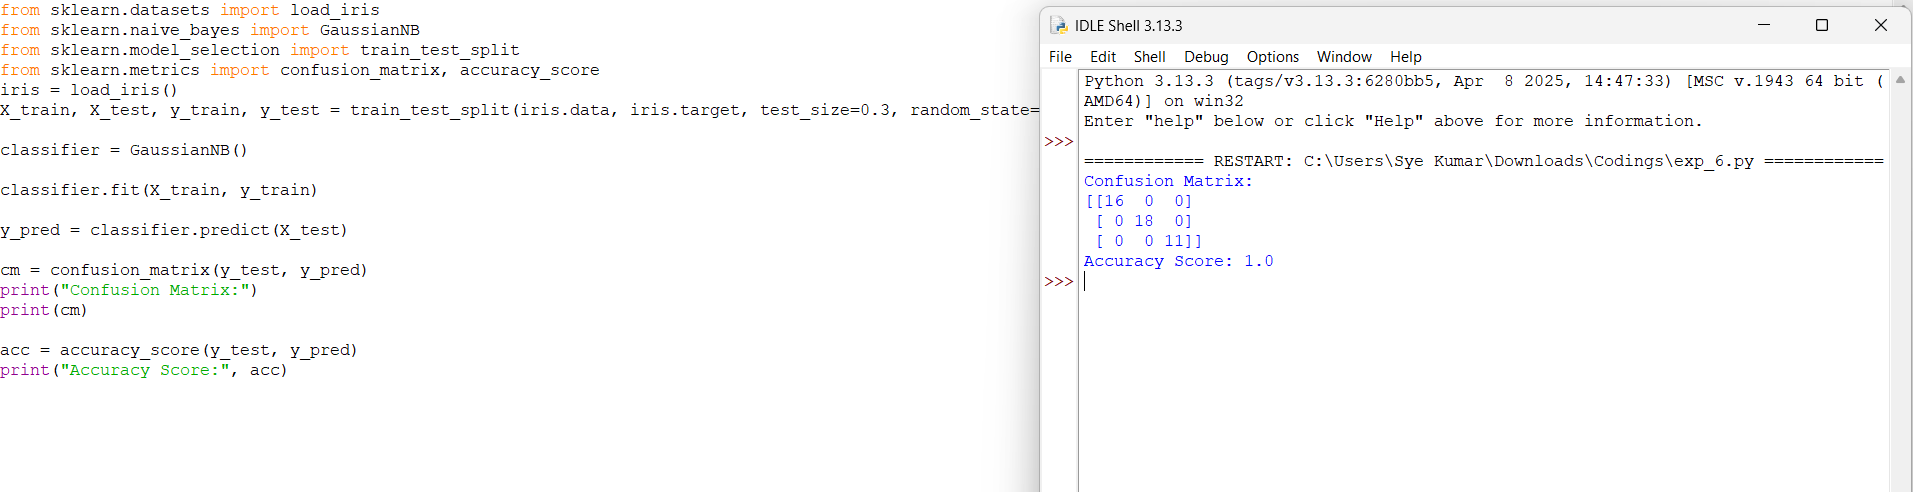 from sklearn.datasets import load_iris
from sklearn.naive_bayes import GaussianNB
from sklearn.model_selection import train_test_split
from sklearn.metrics import confusion_matrix, accuracy_score
iris = load_iris()
X_train, X_test, y_train, y_test = train_test_split(iris.data, iris.target, test_size=0.3, random_state=
classifier = GaussianNB()
classifier.fit(X_train, y_train)
y_pred = classifier.predict(X_test)
cm = confusion_matrix(y_test, y_pred)
print("Confusion Matrix:")
print(cm)
acc = accuracy_score(y_test, y_pred)
print("Accuracy Score:", acc)
IDLE Shell 3.13.3
File Edit Shell Debug Options Window Help
Python 3.13.3 (tags/v3.13.3:6280bb5, Apr  8 2025, 14:47:33) [MSC v.1943 64 bit (
AMD64)] on win32
Enter "help" below or click "Help" above for more information.
>>>
============ RESTART: C:\Users\Sye Kumar\Downloads\Codings\exp_6.py ============
Confusion Matrix:
[[16  0  0]
 [ 0 18  0]
 [ 0  0 11]]
Accuracy Score: 1.0
>>>